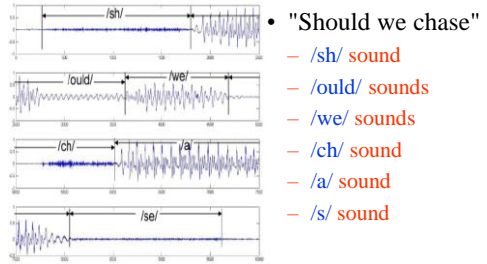 /sh/
/ould/
/we/
/ch/
/a/
/se/
• "Should we chase"
– /sh/ sound
– /ould/ sounds
– /we/ sounds
– /ch/ sound
– /a/ sound
– /s/ sound